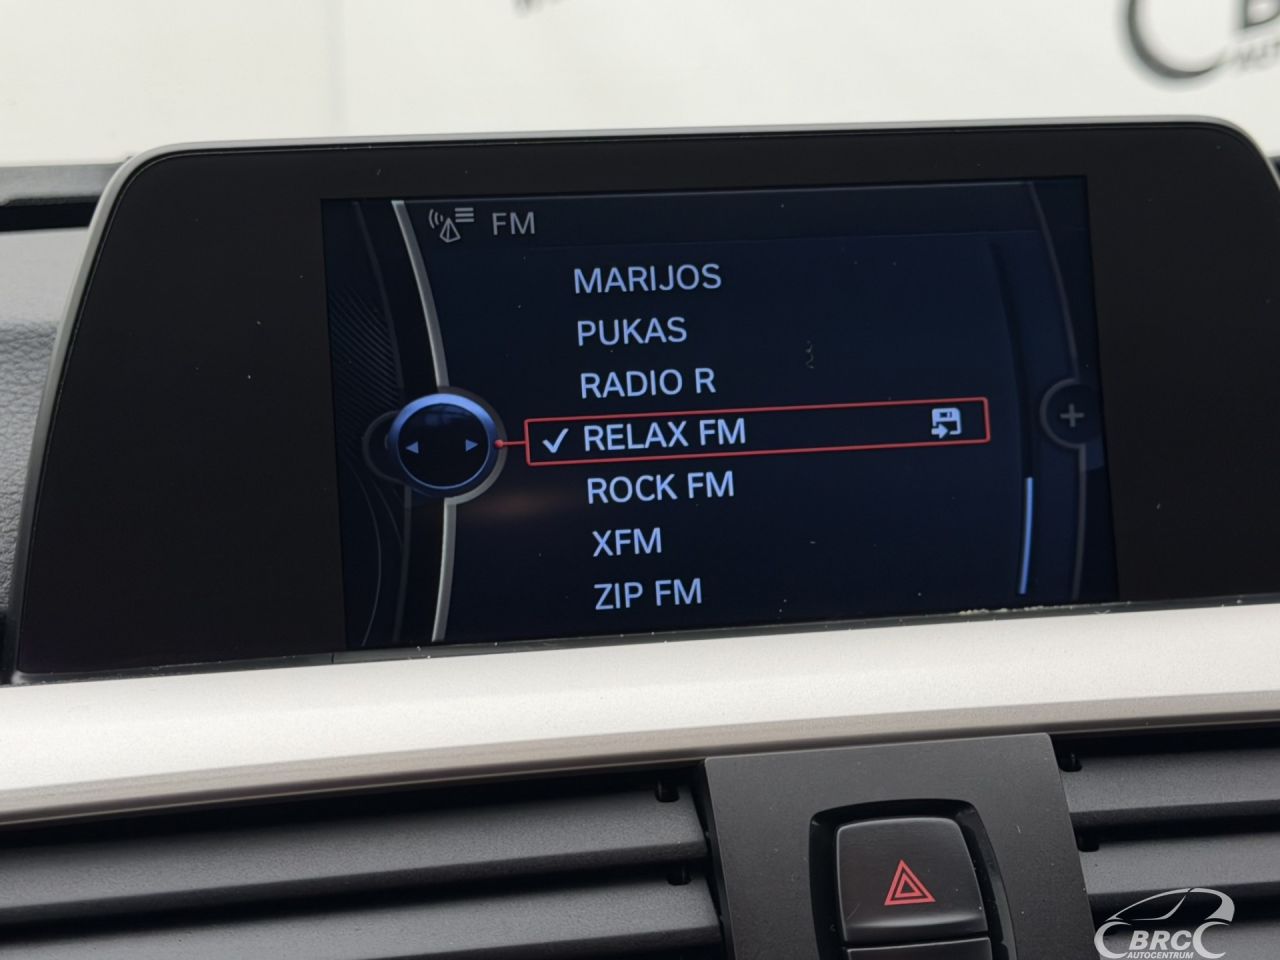 FM
MARIJOS
PUKAS
RADIO R
RELAX FM
ROCK FM
XFM
ZIP FM
BRC
AUTOCENTRUM